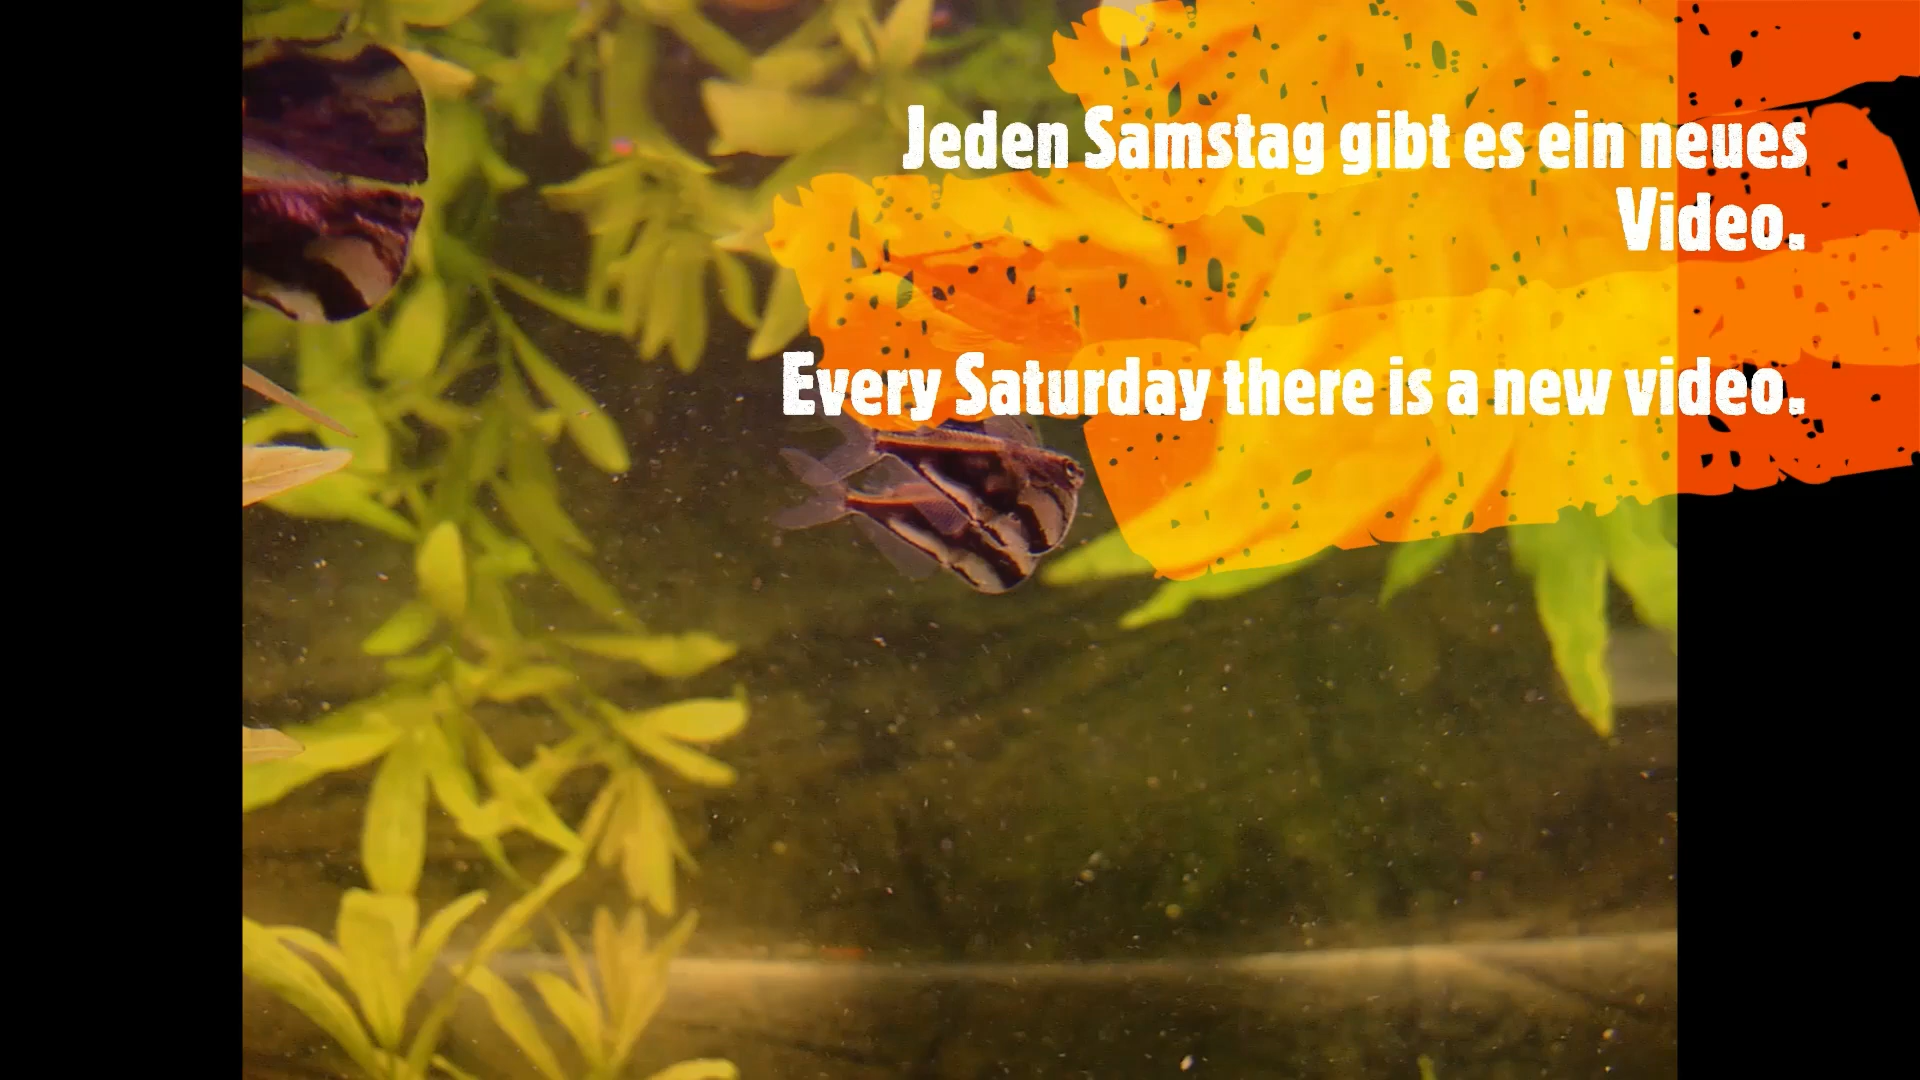 Jeden Samstag gibt es ein neues
Video.
Every Saturday there is a new video.